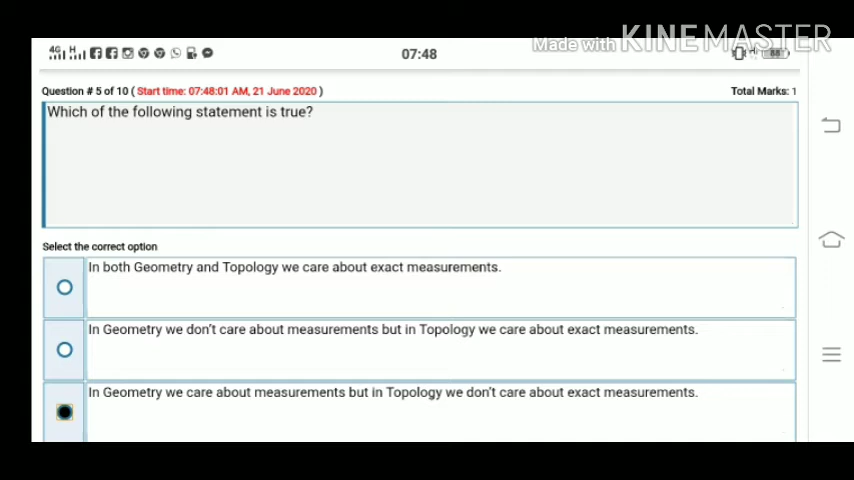 Made with KINEMASTER
4G H 07:48 88
Question # 5 of 10 ( Start time: 07:48:01 AM, 21 June 2020 ) Total Marks: 1
Which of the following statement is true?
Select the correct option
In both Geometry and Topology we care about exact measurements.
In Geometry we don't care about measurements but in Topology we care about exact measurements.
In Geometry we care about measurements but in Topology we don't care about exact measurements.